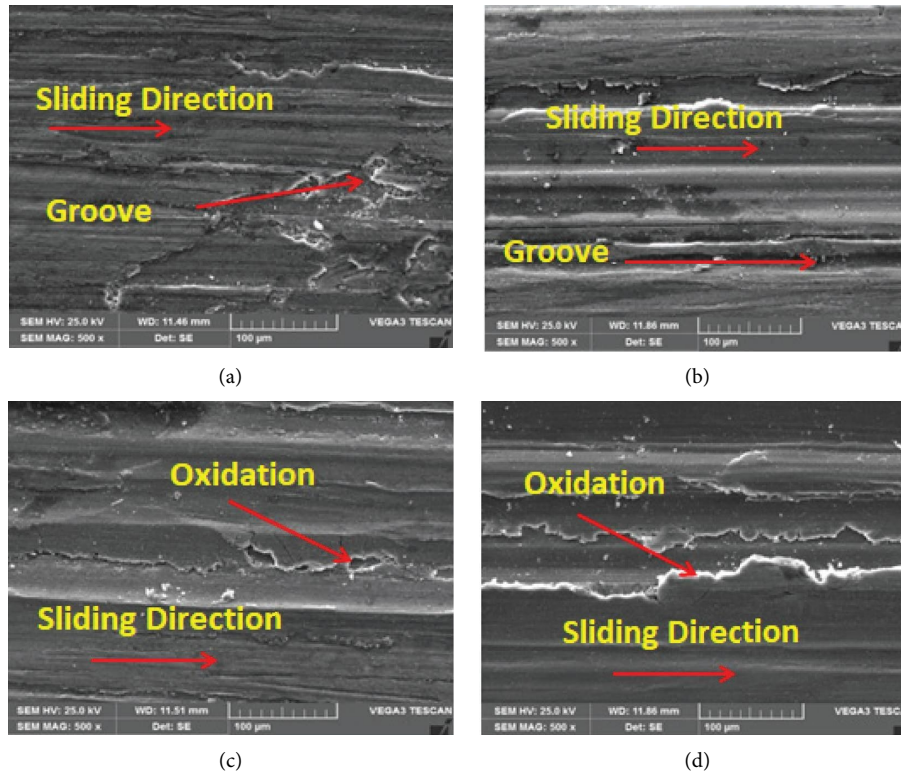 Sliding Direction
Groove
SEM HV: 25.0 kV WD: 11.46 mm VEGA3 TESCAN
SEM MAG: 500 x Det: SE 100 µm
(a)
Sliding Direction
Groove
SEM HV: 25.0 kV WD: 11.86 mm VEGA3 TESCAN
SEM MAG: 500 x Det: SE 100 µm
(b)
Oxidation
Sliding Direction
SEM HV: 25.0 kV WD: 11.51 mm VEGA3 TESCAN
SEM MAG: 500 x Det: SE 100 µm
(c)
Oxidation
Sliding Direction
SEM HV: 25.0 kV WD: 11.86 mm VEGA3 TESC
SEM MAG: 500 x Det: SE 100 µm
(d)